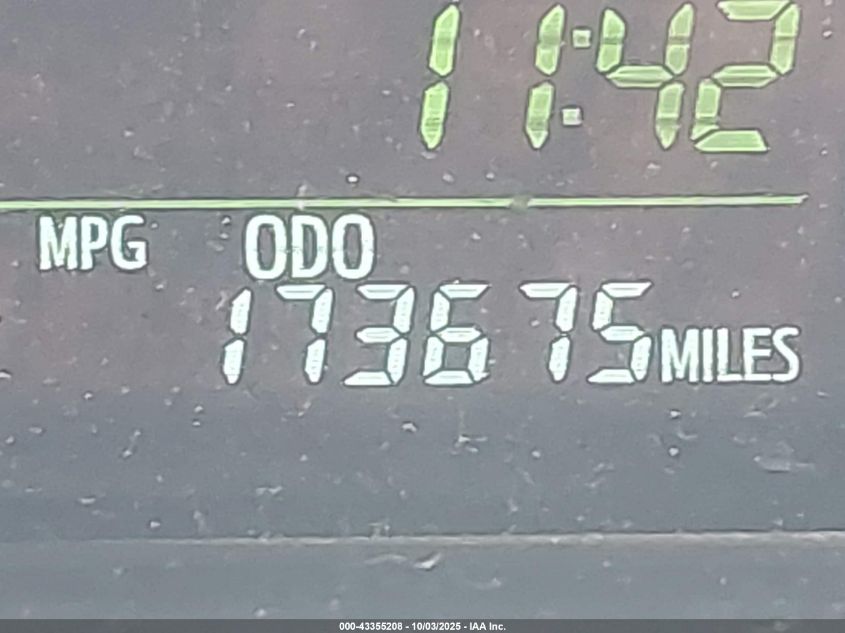 11:42
MPG ODO
173675 MILES
000-43355208 - 10/03/2025 - IAA Inc.